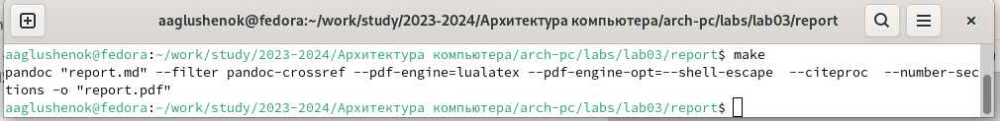 aaglushenok@fedora:~/work/study/2023-2024/Архитектура компьютера/arch-pc/labs/lab03/report
aaglushenok@fedora:~/work/study/2023-2024/Архитектура компьютера/arch-pc/labs/lab03/report$ make
pandoc "report.md" --filter pandoc-crossref --pdf-engine=lualatex --pdf-engine-opt=--shell-escape  --citeproc  --number-sec
tions -o "report.pdf"
aaglushenok@fedora:~/work/study/2023-2024/Архитектура компьютера/arch-pc/labs/lab03/report$